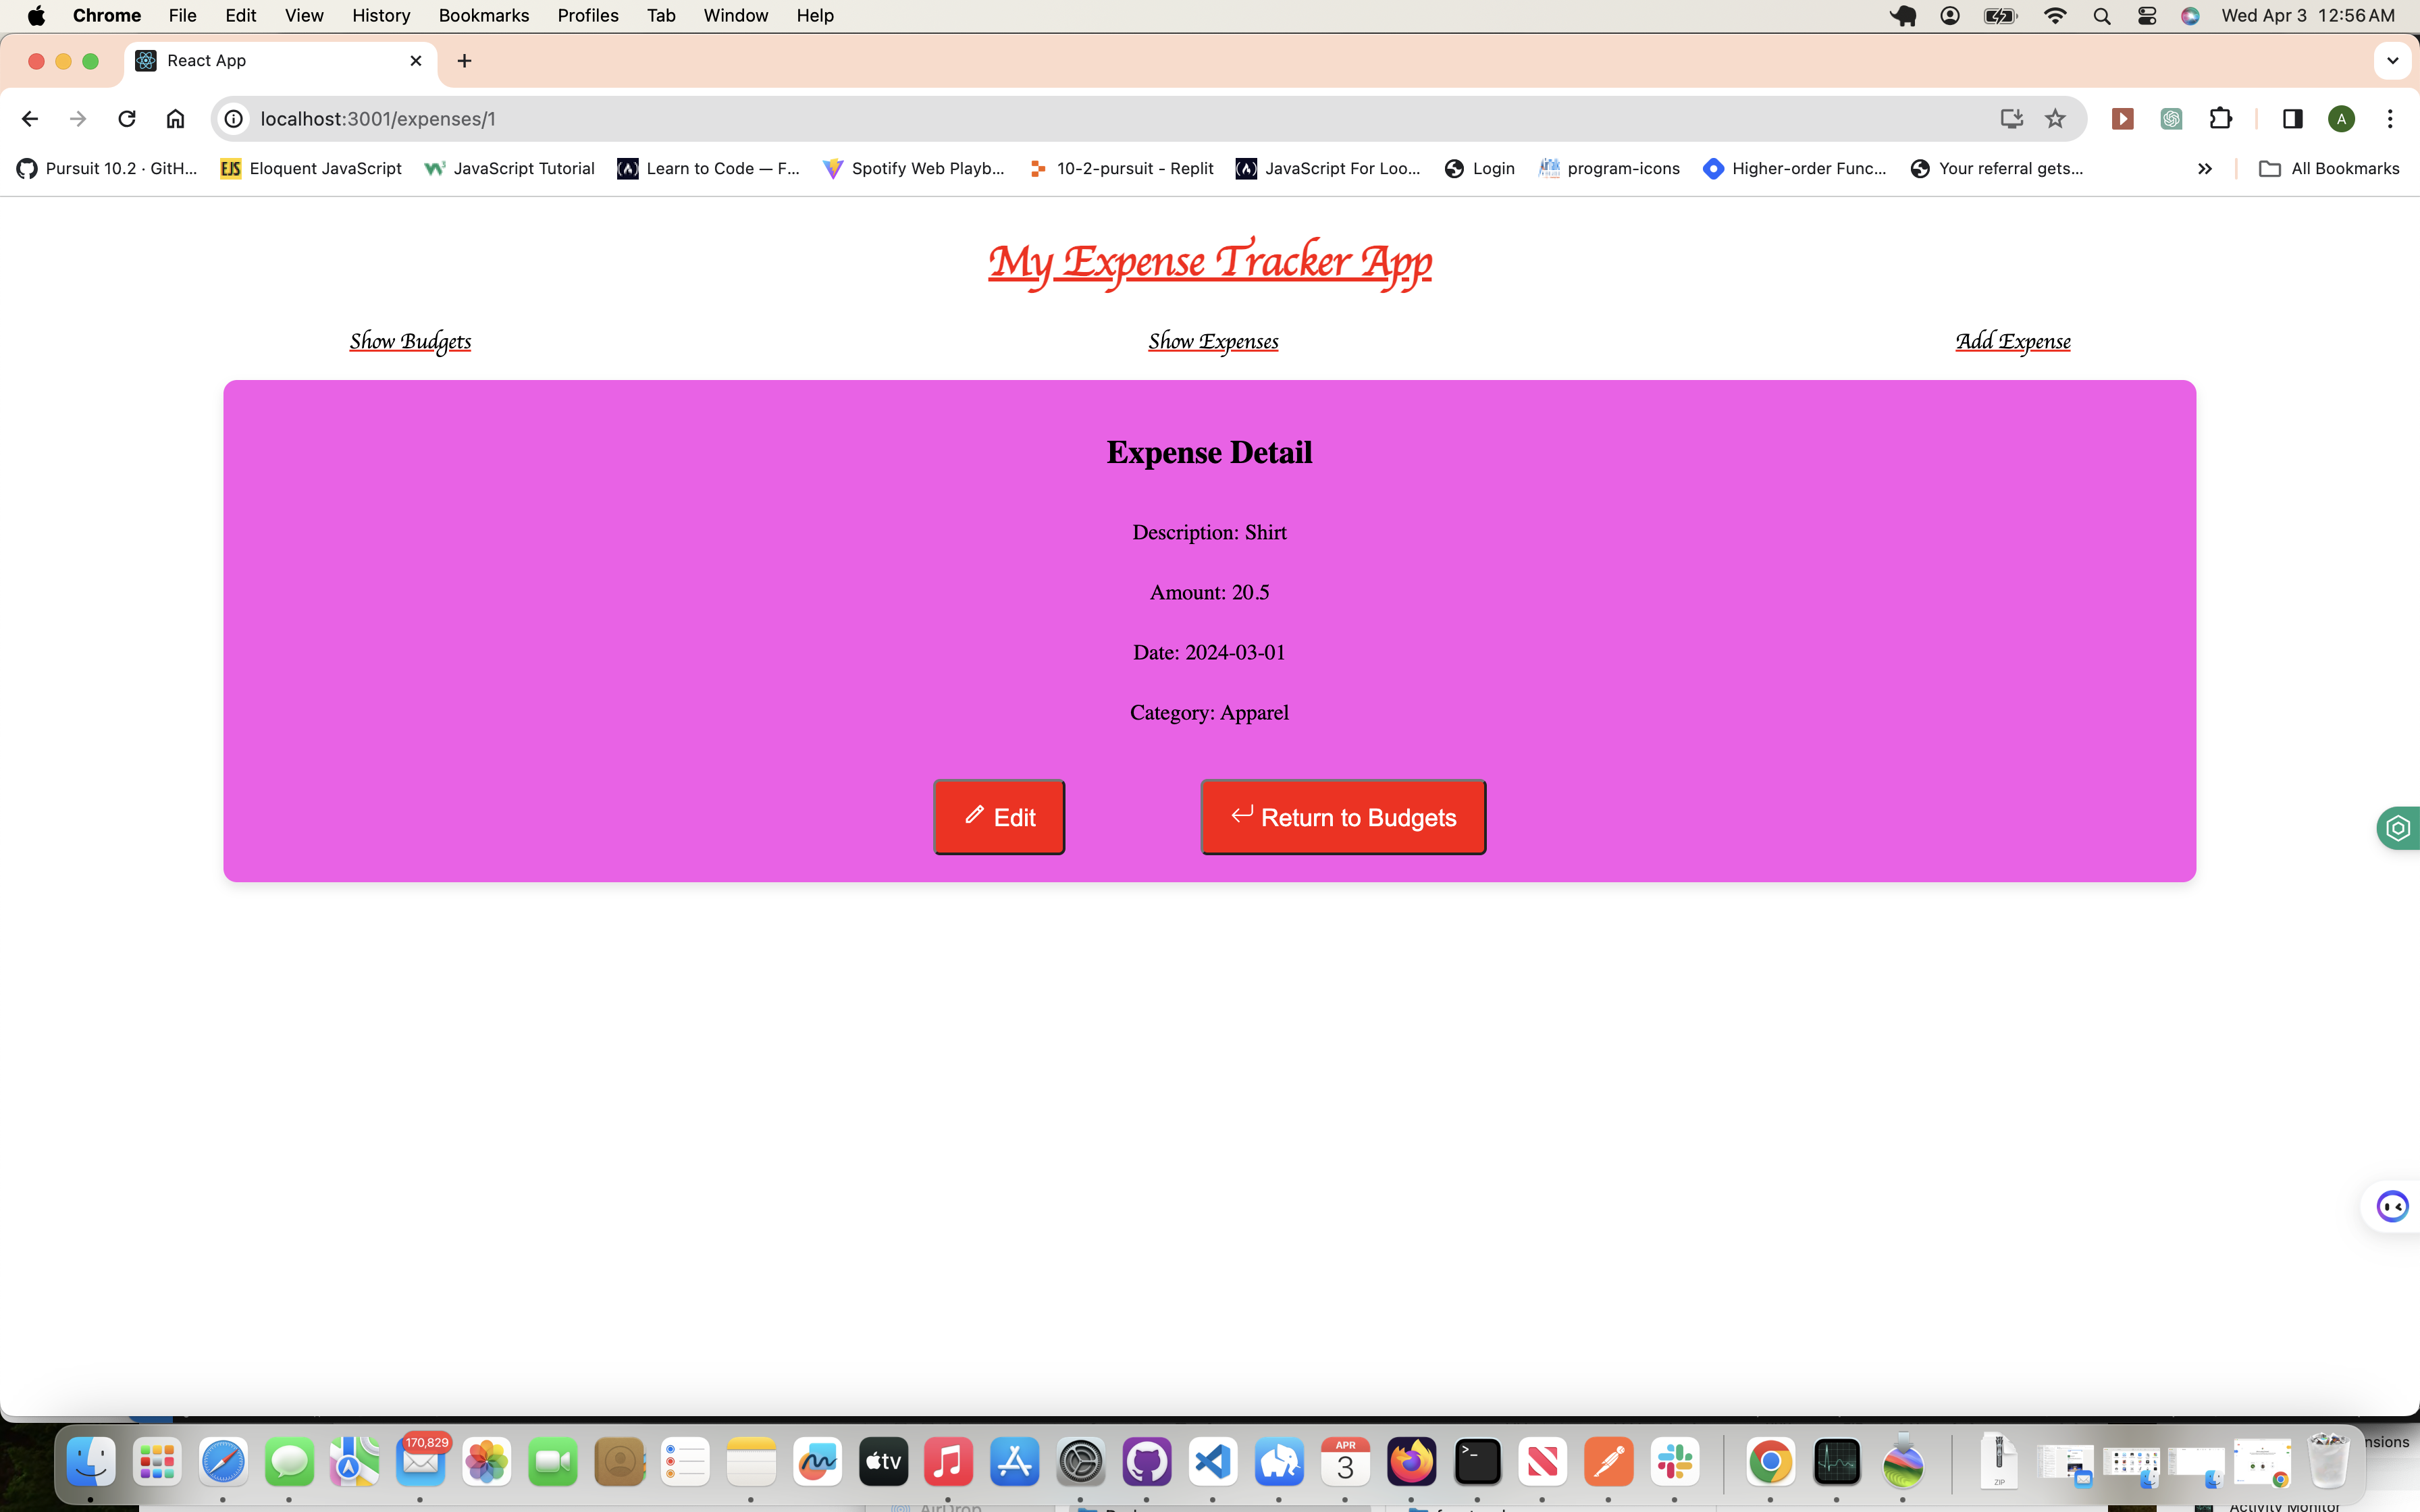 Chrome File Edit View History Bookmarks Profiles Tab Window Help Wed Apr 3 12:56 AM
React App
localhost:3001/expenses/1 A
Pursuit 10.2 · GitH... EJS Eloquent JavaScript JavaScript Tutorial Learn to Code — F... Spotify Web Playb... 10-2-pursuit - Replit JavaScript For Loo... Login program-icons Higher-order Func... Your referral gets... All Bookmarks
My Expense Tracker App
Show Budgets Show Expenses Add Expense
Expense Detail
Description: Shirt
Amount: 20.5
Date: 2024-03-01
Category: Apparel
Edit Return to Budgets
170,829 tv APR 3 ZIP